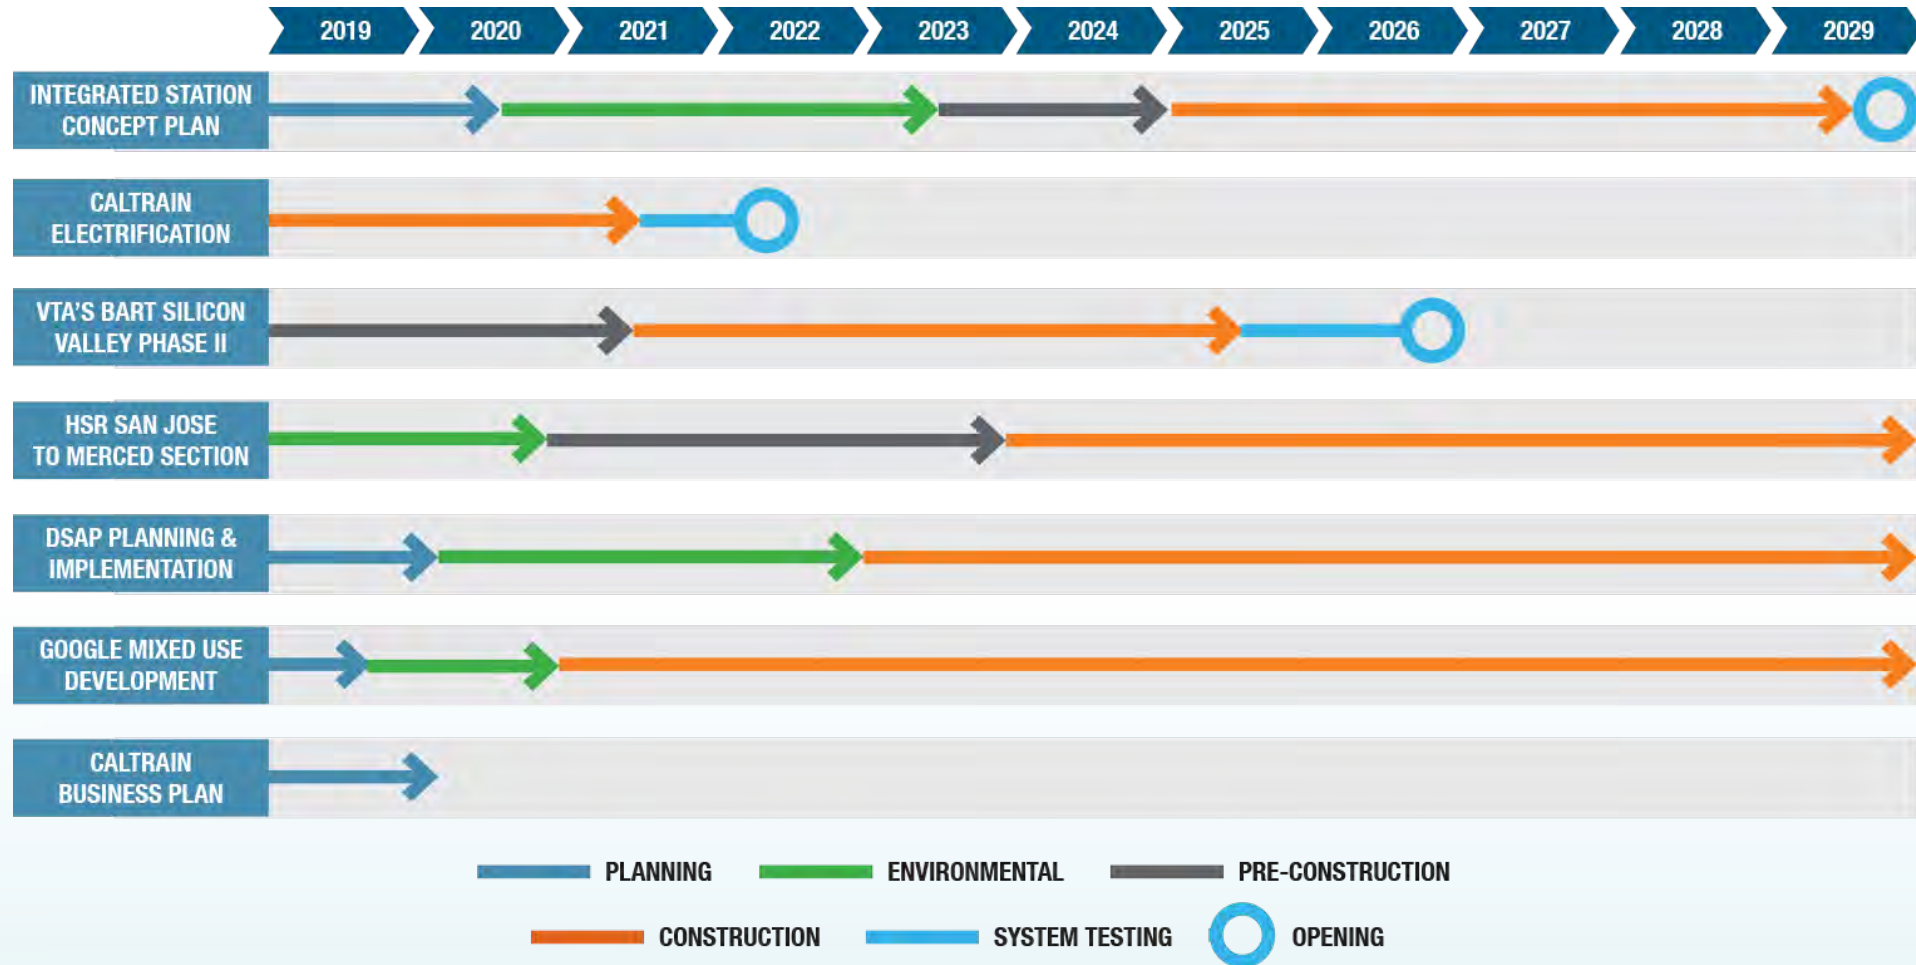 2019 2020 2021 2022 2023 2024 2025 2026 2027 2028 2029
INTEGRATED STATION
CONCEPT PLAN
CALTRAIN
ELECTRIFICATION
VTA'S BART SILICON
VALLEY PHASE II
HSR SAN JOSE
TO MERCED SECTION
DSAP PLANNING &
IMPLEMENTATION
GOOGLE MIXED USE
DEVELOPMENT
CALTRAIN
BUSINESS PLAN
PLANNING ENVIRONMENTAL PRE-CONSTRUCTION
CONSTRUCTION SYSTEM TESTING OPENING